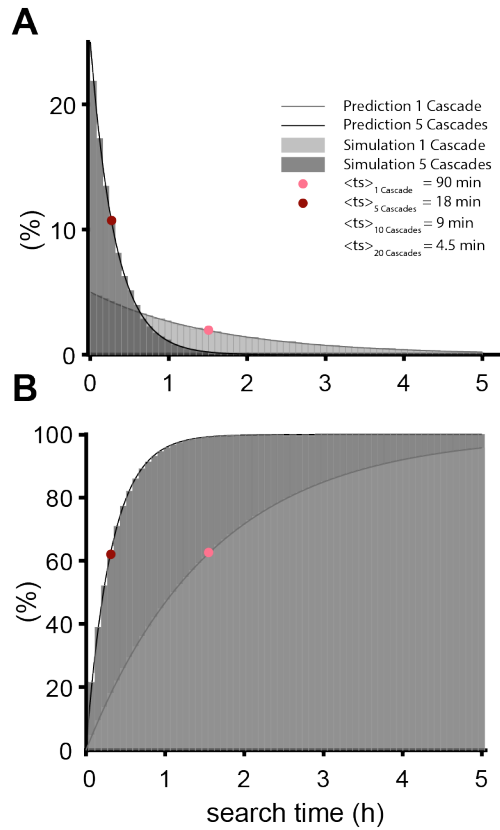 A
20
10
0
(%)
Prediction 1 Cascade
Prediction 5 Cascades
Simulation 1 Cascade
Simulation 5 Cascades
<ts>1 Cascade = 90 min
<ts>5 Cascades = 18 min
<ts>10 Cascades = 9 min
<ts>20 Cascades = 4.5 min
0 1 2 3 4 5
B
100
80
60
40
20
0
(%)
0 1 2 3 4 5
search time (h)